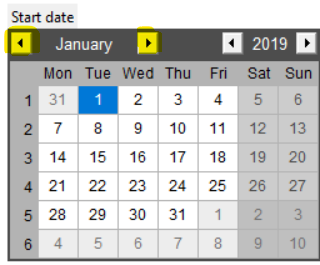 Start date
January 2019
Mon Tue Wed Thu Fri Sat Sun
1 31 1 2 3 4 5 6
2 7 8 9 10 11 12 13
3 14 15 16 17 18 19 20
4 21 22 23 24 25 26 27
5 28 29 30 31 1 2 3
6 4 5 6 7 8 9 10